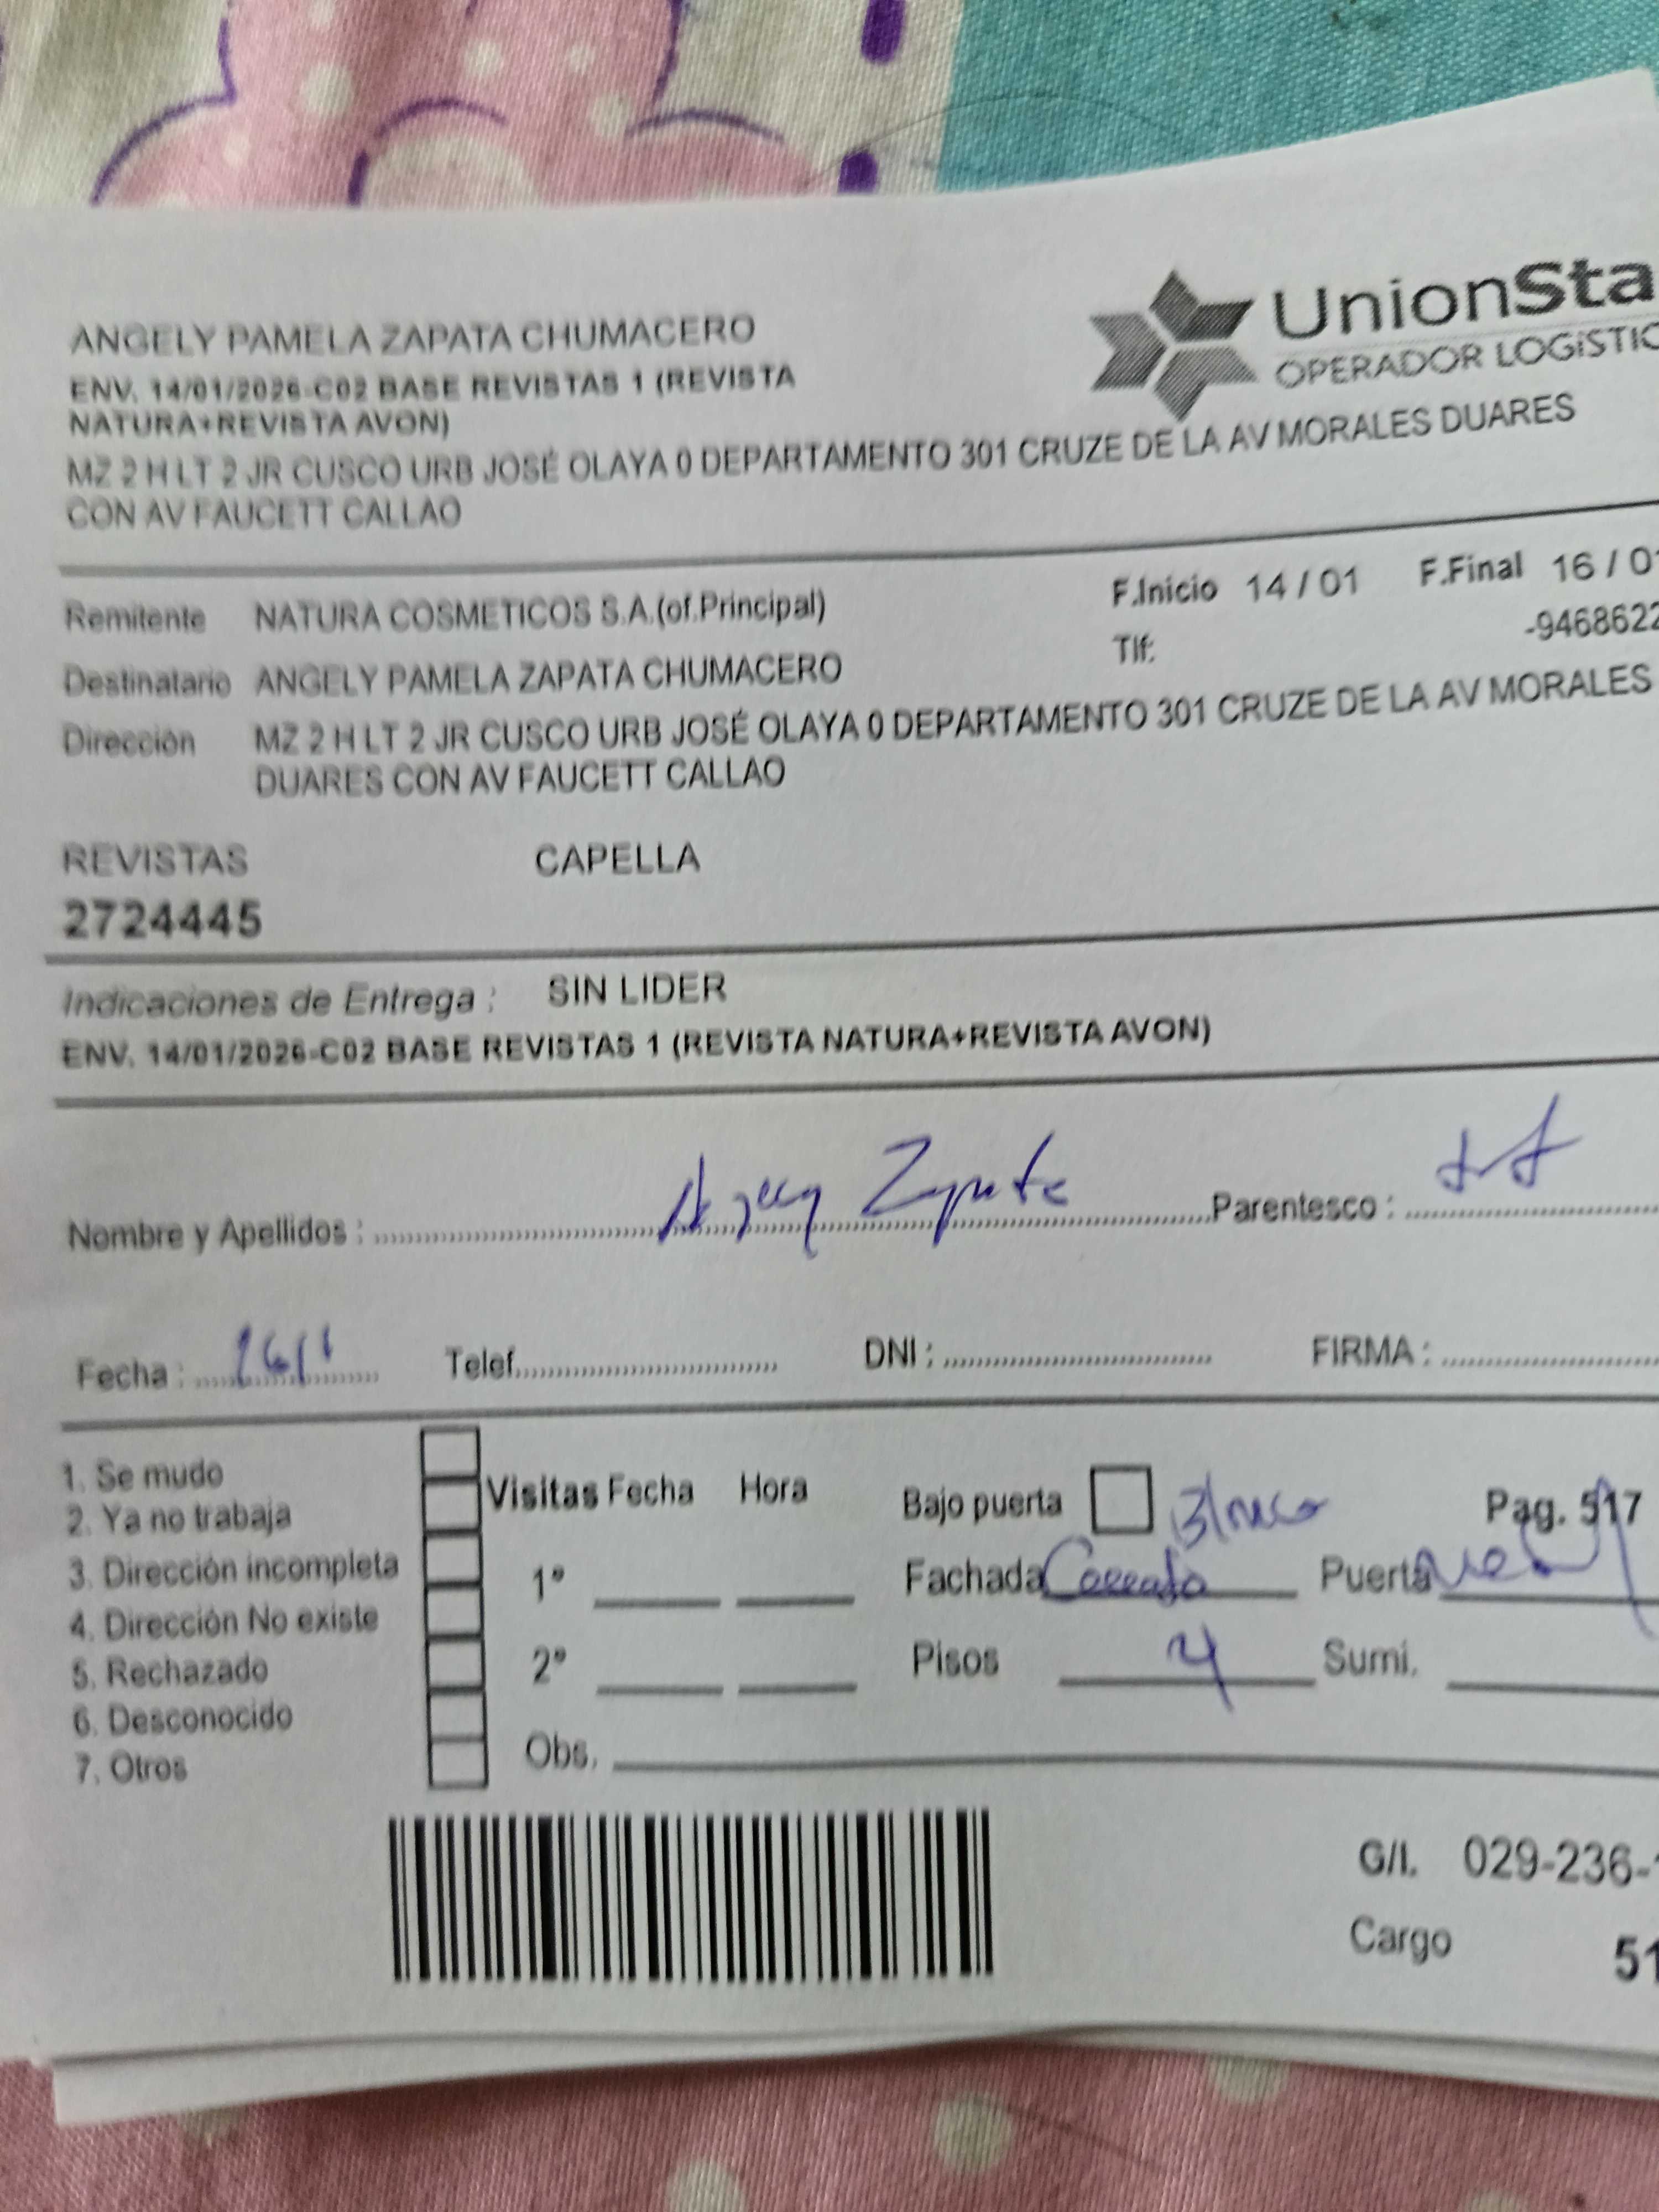 ANGELY PAMELA ZAPATA CHUMACERO
ENV. 14/01/2026-C02 BASE REVISTAS 1 (REVISTA
NATURA+REVISTA AVON)
MZ 2 H LT 2 JR CUSCO URB JOSÉ OLAYA 0 DEPARTAMENTO 301 CRUZE DE LA AV MORALES DUARES
CON AV FAUCETT CALLAO
UnionSta
OPERADOR LOGíSTIC
Remitente NATURA COSMETICOS S.A.(of.Principal) F.Inicio 14 / 01 F.Final 16 / 01
Tlf: -9468622
Destinatario ANGELY PAMELA ZAPATA CHUMACERO
Dirección MZ 2 H LT 2 JR CUSCO URB JOSÉ OLAYA 0 DEPARTAMENTO 301 CRUZE DE LA AV MORALES
DUARES CON AV FAUCETT CALLAO
REVISTAS CAPELLA
2724445
Indicaciones de Entrega : SIN LIDER
ENV. 14/01/2026-C02 BASE REVISTAS 1 (REVISTA NATURA+REVISTA AVON)
Nombre y Apellidos : Angely Zapata Parentesco :
Fecha : 16/1 Telef. DNI : FIRMA :
1. Se mudo
2. Ya no trabaja
3. Dirección incompleta
4. Dirección No existe
5. Rechazado
6. Desconocido
7. Otros
Visitas Fecha Hora
1º
2º
Obs.
Bajo puerta Blanco Pag. 517
Fachada Puerta
Pisos 4 Sumi.
G/I. 029-236-
Cargo 51